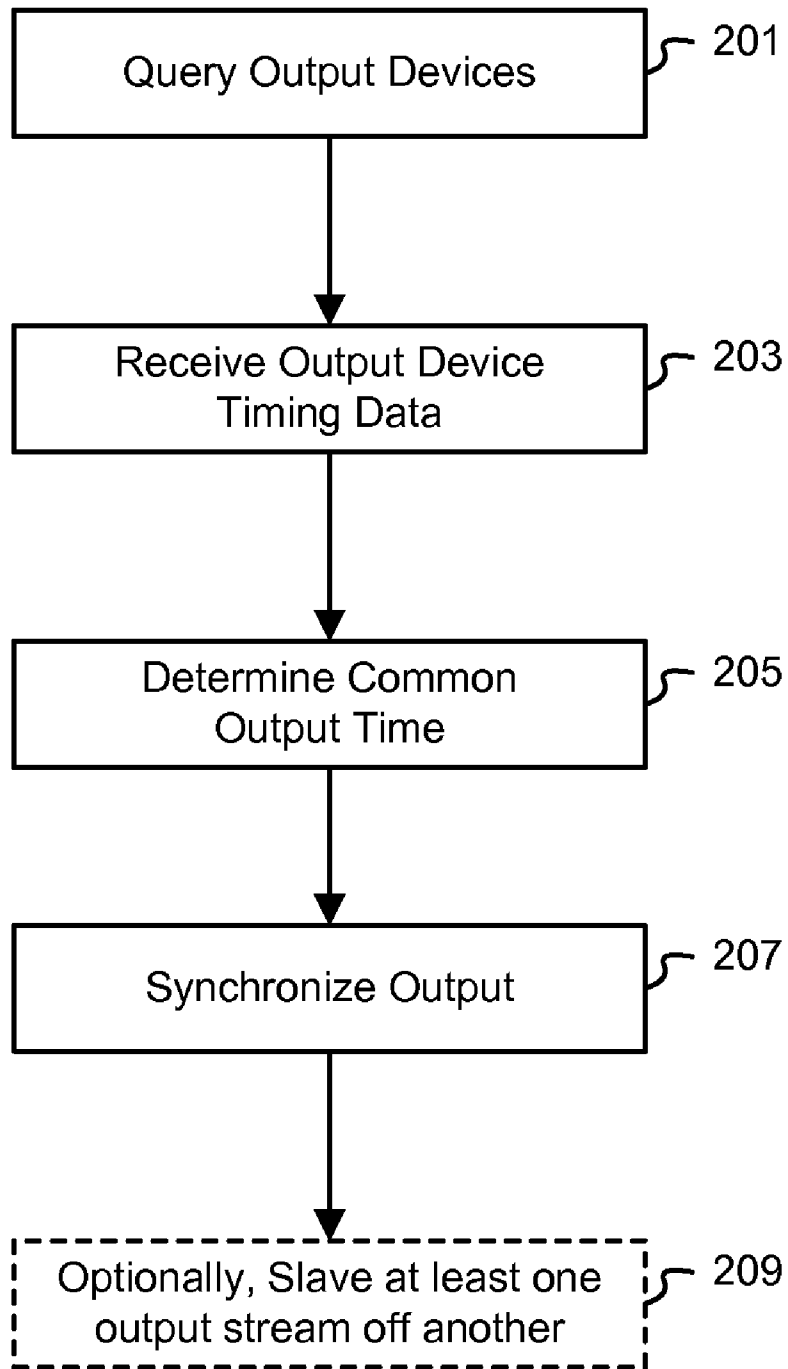 Query Output Devices
201
Receive Output Device
Timing Data
203
Determine Common
Output Time
205
Synchronize Output
207
Optionally, Slave at least one
output stream off another
209